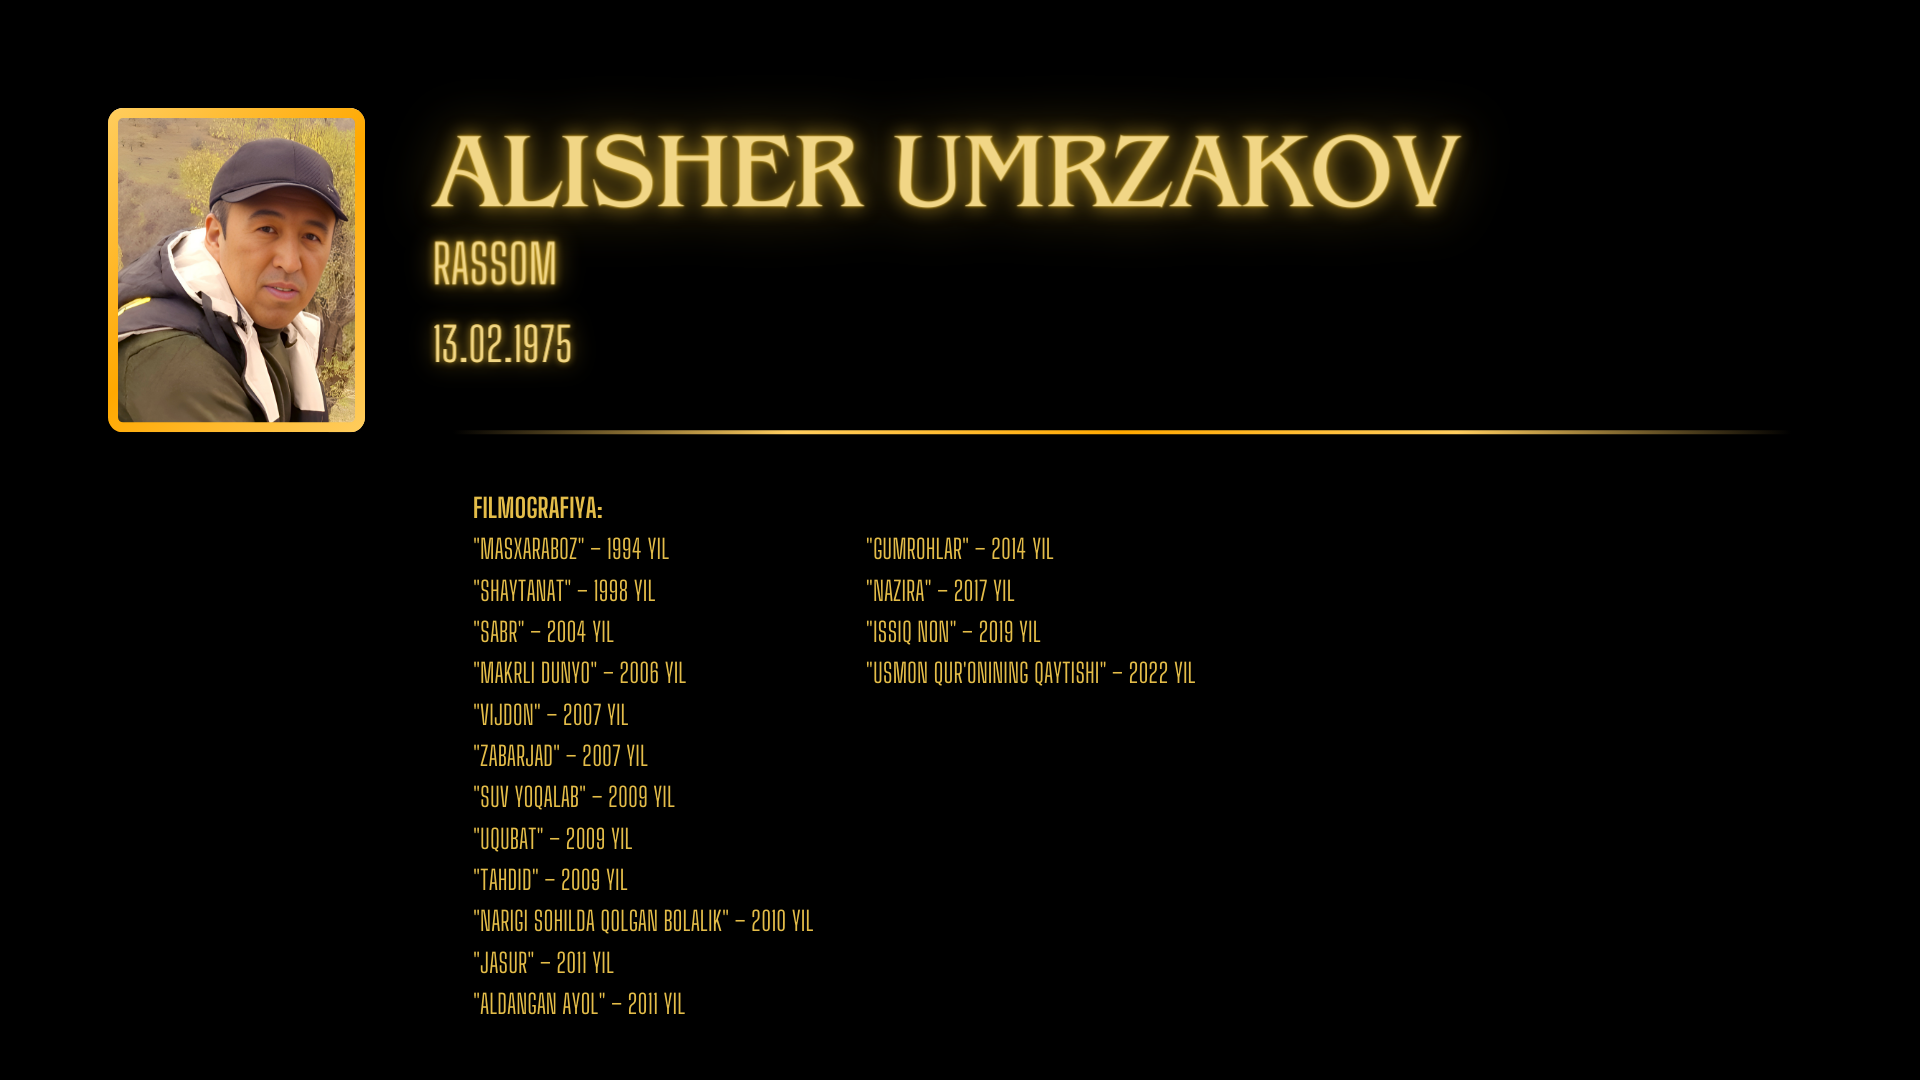 ALISHER UMRZAKOV
RASSOM
13.02.1975
FILMOGRAFIYA:
"MASXARABOZ" – 1994 YIL
"SHAYTANAT" – 1998 YIL
"SABR" – 2004 YIL
"MAKRLI DUNYO" – 2006 YIL
"VIJDON" – 2007 YIL
"ZABARJAD" – 2007 YIL
"SUV YOQALAB" – 2009 YIL
"UQUBAT" – 2009 YIL
"TAHDID" – 2009 YIL
"NARIGI SOHILDA QOLGAN BOLALIK" – 2010 YIL
"JASUR" – 2011 YIL
"ALDANGAN AYOL" – 2011 YIL
"GUMROHLAR" – 2014 YIL
"NAZIRA" – 2017 YIL
"ISSIQ NON" – 2019 YIL
"USMON QUR'ONINING QAYTISHI" – 2022 YIL